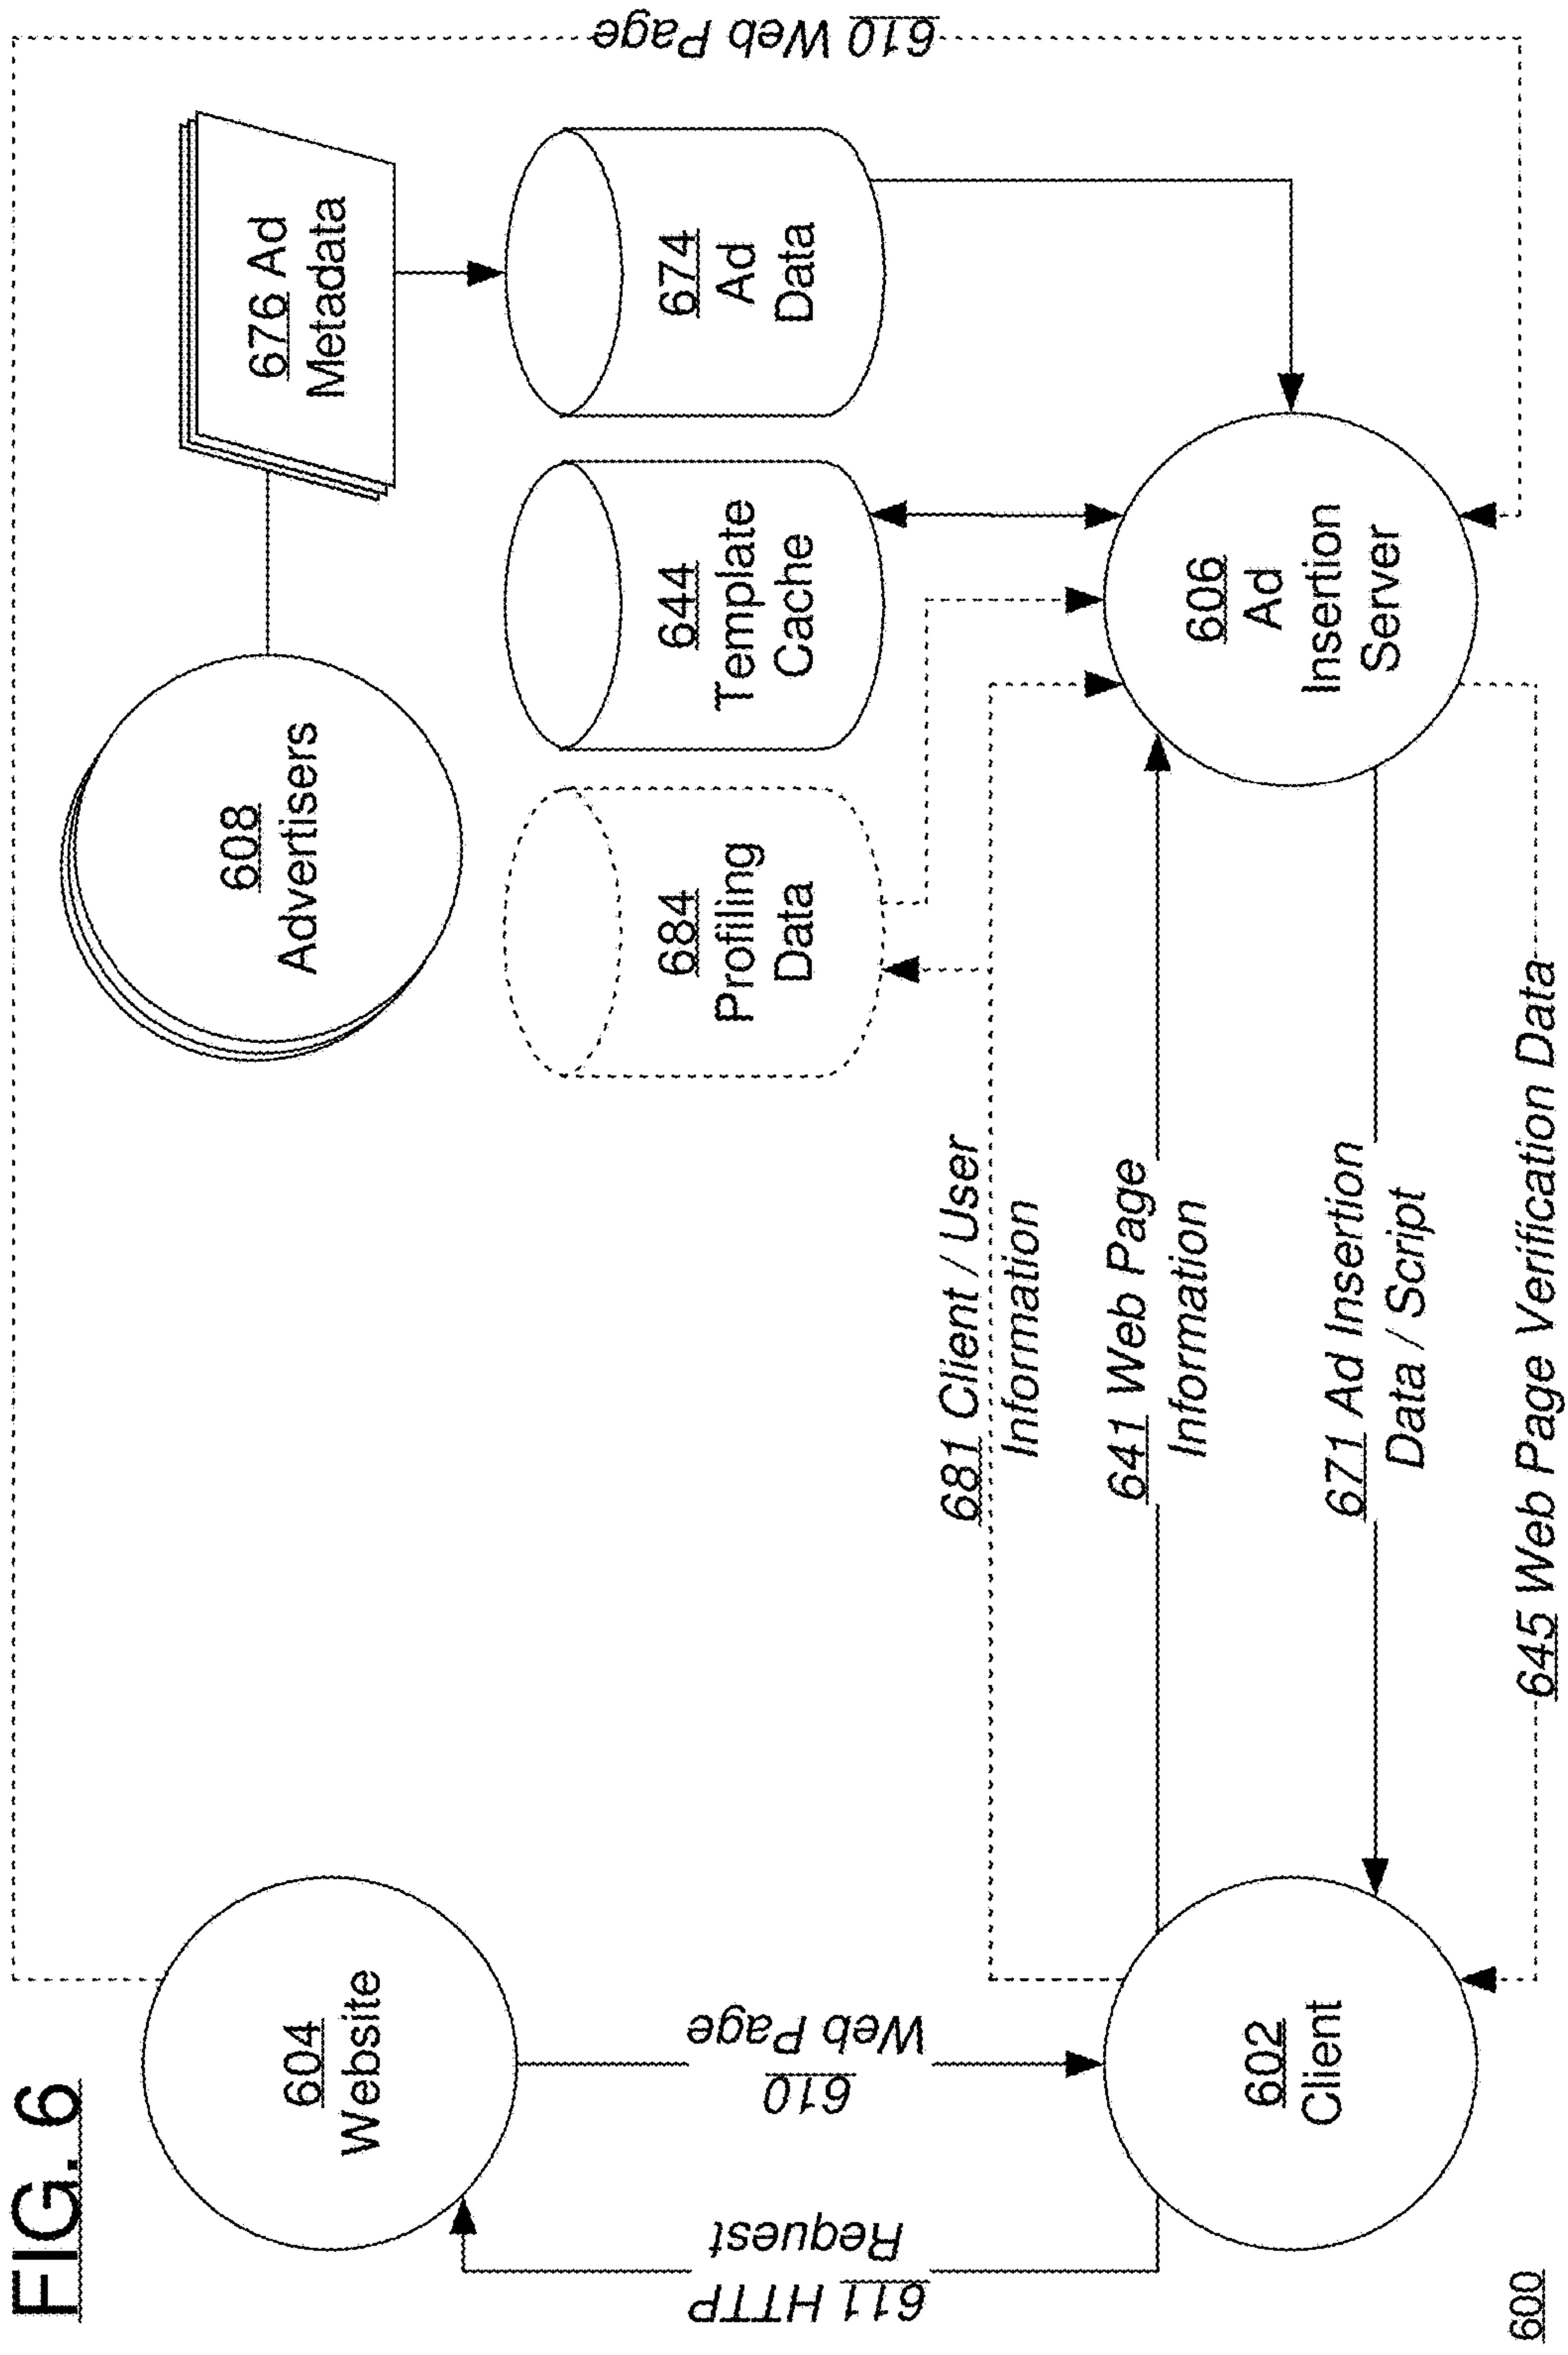 FIG. 6
604
Website
608
Advertisers
676 Ad
Metadata
610 Web Page
684
Profiling
Data
644
Template
Cache
674
Ad
Data
611 HTTP
Request
610
Web Page
681 Client / User
Information
641 Web Page
Information
671 Ad Insertion
Data / Script
602
Client
606
Ad
Insertion
Server
645 Web Page Verification Data
600